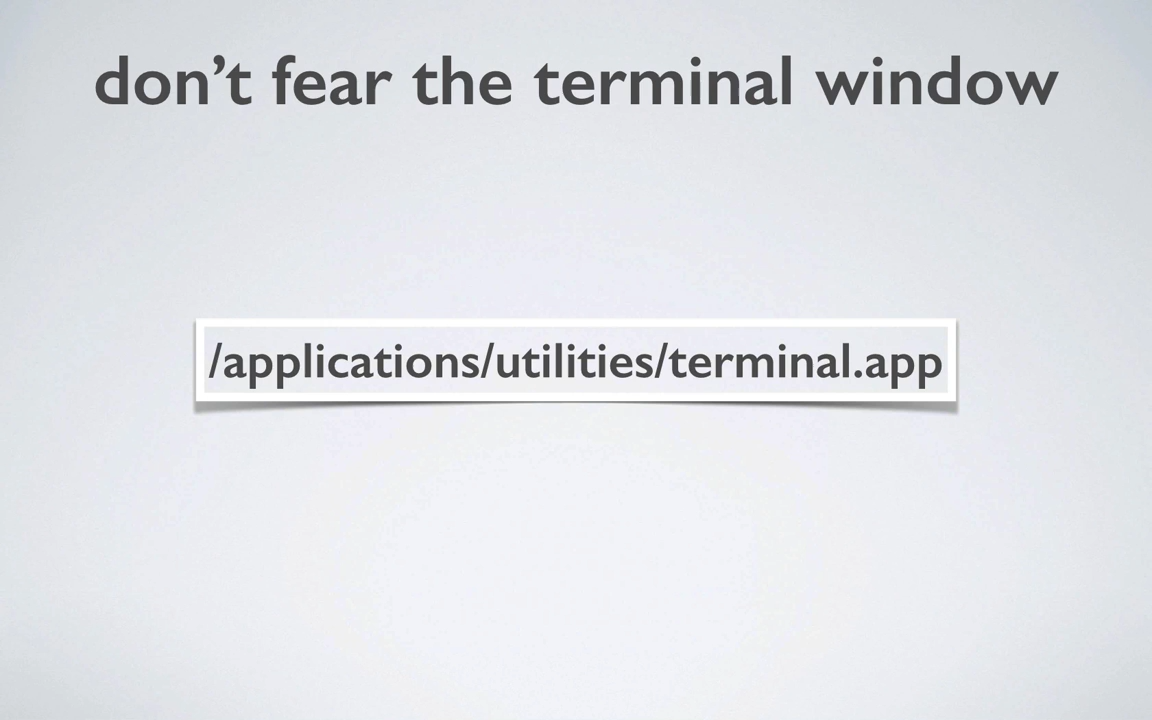 don’t fear the terminal window
/applications/utilities/terminal.app